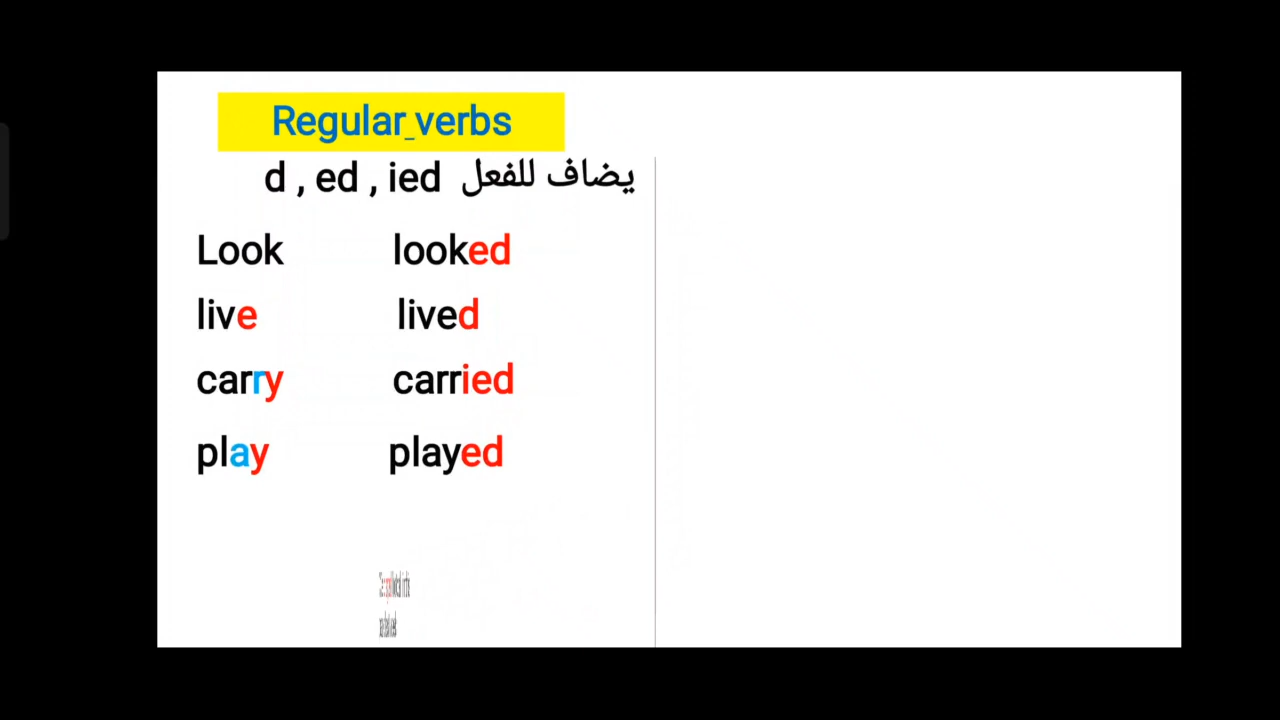 Regular_verbs
d , ed , ied يضاف للفعل
Look looked
live lived
carry carried
play played